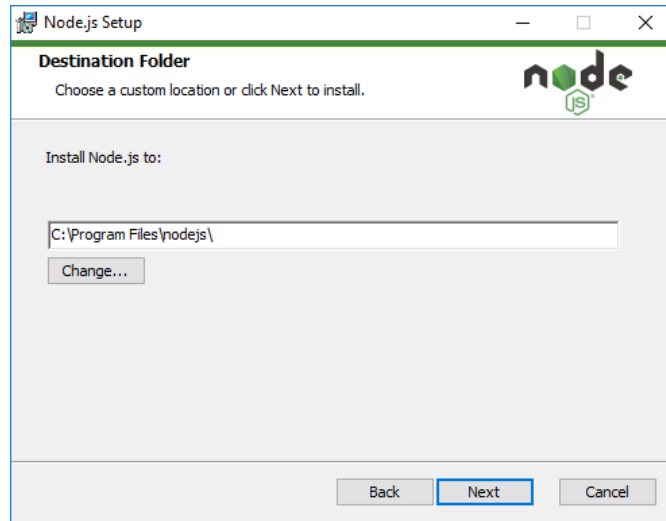 Node.js Setup
Destination Folder
Choose a custom location or click Next to install.
node
JS
Install Node.js to:
C:\Program Files\nodejs\
Change...
Back Next Cancel